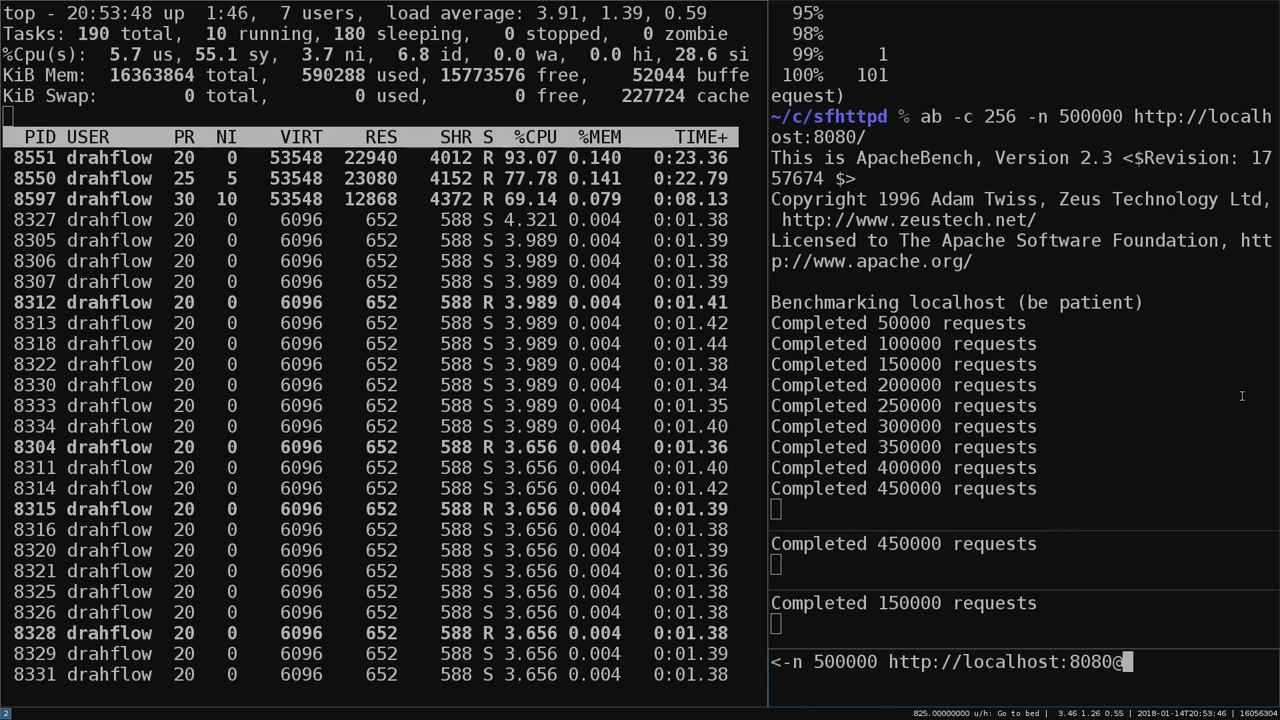 top - 20:53:48 up  1:46,  7 users,  load average: 3.91, 1.39, 0.59
Tasks: 190 total,  10 running, 180 sleeping,   0 stopped,   0 zombie
%Cpu(s):  5.7 us, 55.1 sy,  3.7 ni,  6.8 id,  0.0 wa,  0.0 hi, 28.6 si
KiB Mem:  16363864 total,   590288 used, 15773576 free,    52044 buffe
KiB Swap:        0 total,        0 used,        0 free,   227724 cache
PID USER      PR  NI    VIRT    RES    SHR S  %CPU  %MEM     TIME+
8551 drahflow  20   0   53548  22940   4012 R 93.07 0.140   0:23.36
8550 drahflow  25   5   53548  23080   4152 R 77.78 0.141   0:22.79
8597 drahflow  30  10   53548  12868   4372 R 69.14 0.079   0:08.13
8327 drahflow  20   0    6096    652    588 S 4.321 0.004   0:01.38
8305 drahflow  20   0    6096    652    588 S 3.989 0.004   0:01.39
8306 drahflow  20   0    6096    652    588 S 3.989 0.004   0:01.38
8307 drahflow  20   0    6096    652    588 S 3.989 0.004   0:01.39
8312 drahflow  20   0    6096    652    588 R 3.989 0.004   0:01.41
8313 drahflow  20   0    6096    652    588 S 3.989 0.004   0:01.42
8318 drahflow  20   0    6096    652    588 S 3.989 0.004   0:01.44
8322 drahflow  20   0    6096    652    588 S 3.989 0.004   0:01.38
8330 drahflow  20   0    6096    652    588 S 3.989 0.004   0:01.34
8333 drahflow  20   0    6096    652    588 S 3.989 0.004   0:01.35
8334 drahflow  20   0    6096    652    588 S 3.989 0.004   0:01.40
8304 drahflow  20   0    6096    652    588 R 3.656 0.004   0:01.36
8311 drahflow  20   0    6096    652    588 S 3.656 0.004   0:01.40
8314 drahflow  20   0    6096    652    588 S 3.656 0.004   0:01.42
8315 drahflow  20   0    6096    652    588 R 3.656 0.004   0:01.39
8316 drahflow  20   0    6096    652    588 S 3.656 0.004   0:01.38
8320 drahflow  20   0    6096    652    588 S 3.656 0.004   0:01.39
8321 drahflow  20   0    6096    652    588 S 3.656 0.004   0:01.36
8325 drahflow  20   0    6096    652    588 S 3.656 0.004   0:01.38
8326 drahflow  20   0    6096    652    588 S 3.656 0.004   0:01.38
8328 drahflow  20   0    6096    652    588 R 3.656 0.004   0:01.38
8329 drahflow  20   0    6096    652    588 S 3.656 0.004   0:01.39
8331 drahflow  20   0    6096    652    588 S 3.656 0.004   0:01.38
95%
98%
99%      1
100%    101
equest)
~/c/sfhttpd % ab -c 256 -n 500000 http://localh
ost:8080/
This is ApacheBench, Version 2.3 <$Revision: 17
57674 $>
Copyright 1996 Adam Twiss, Zeus Technology Ltd,
http://www.zeustech.net/
Licensed to The Apache Software Foundation, htt
p://www.apache.org/
Benchmarking localhost (be patient)
Completed 50000 requests
Completed 100000 requests
Completed 150000 requests
Completed 200000 requests
Completed 250000 requests
Completed 300000 requests
Completed 350000 requests
Completed 400000 requests
Completed 450000 requests
Completed 450000 requests
Completed 150000 requests
<-n 500000 http://localhost:8080@
2
825.00000000 u/h: Go to bed | 3.46 1.26 0.55 | 2018-01-14T20:53:46 | 16056304